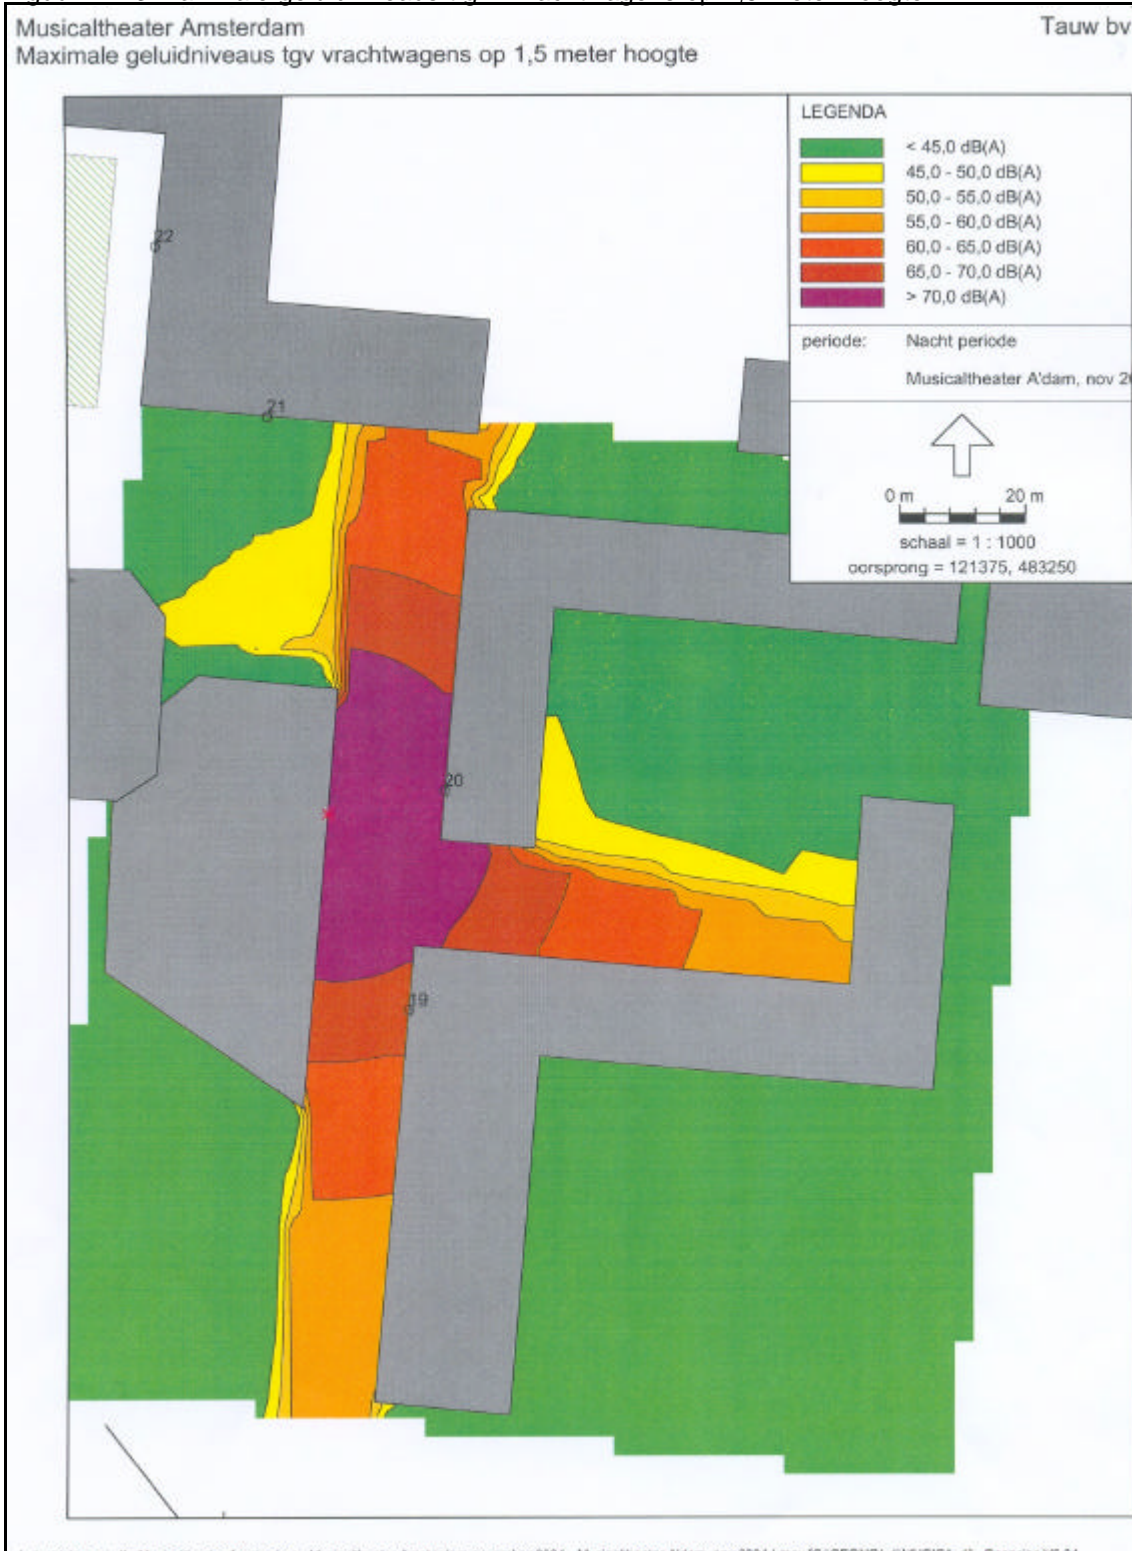 Musicaltheater Amsterdam
Tauw bv
Maximale geluidniveaus tgv vrachtwagens op 1,5 meter hoogte
LEGENDA
< 45,0 dB(A)
45,0 - 50,0 dB(A)
50,0 - 55,0 dB(A)
55,0 - 60,0 dB(A)
60,0 - 65,0 dB(A)
65,0 - 70,0 dB(A)
> 70,0 dB(A)
periode: Nacht periode
Musicaltheater A'dam, nov
0 m 20 m
schaal = 1 : 1000
oorsprong = 121375, 483250
22
21
20
19